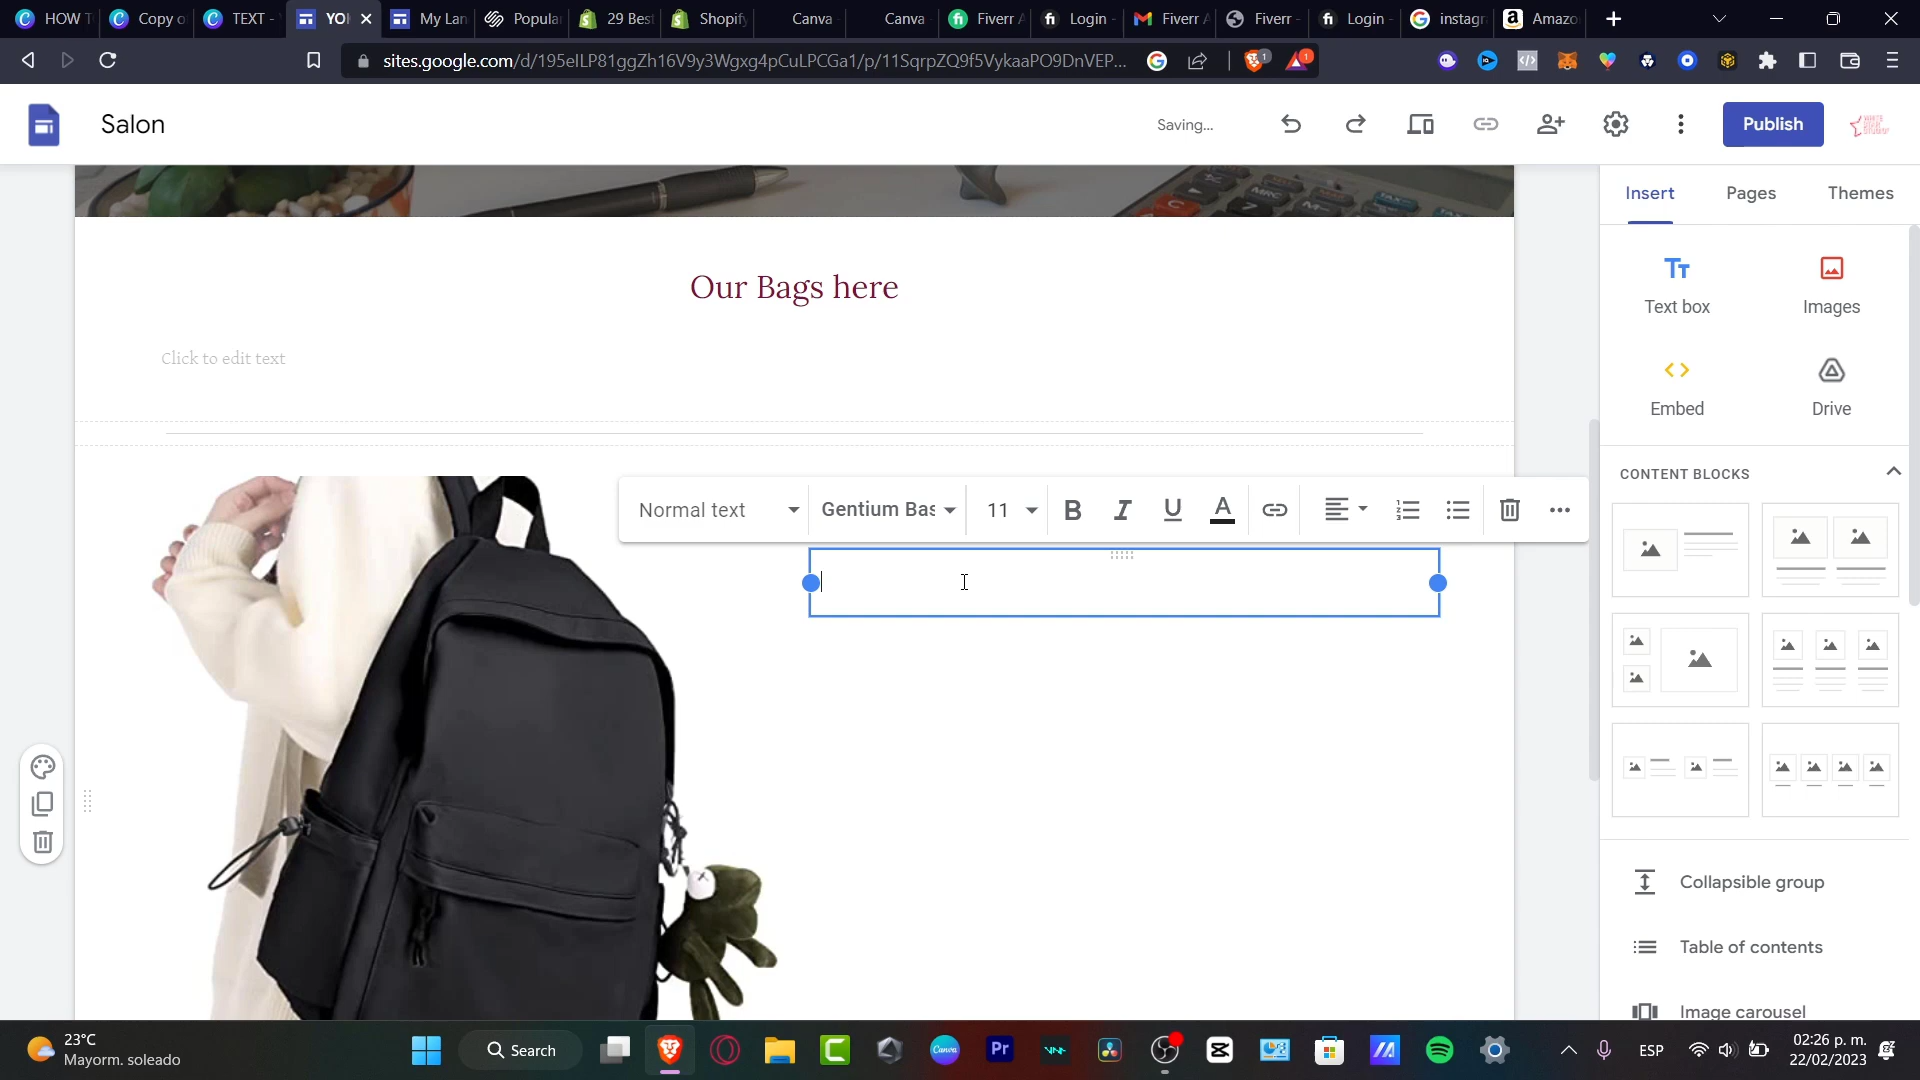 HOW T
Copy o
TEXT -
YOU
My Lan
Popula
29 Best
Shopify
Canva
Canva
Fiverr A
Login -
Fiverr A
Fiverr -
Login -
instagr
Amazo
sites.google.com/d/195eILP81ggZh16V9y3Wgxg4pCuLPCGa1/p/11SqrpZQ9f5VykaaPO9DnVEP...
Salon
Saving...
Publish
Insert
Pages
Themes
Our Bags here
Click to edit text
Normal text
Gentium Bas
11
Text box
Images
Embed
Drive
CONTENT BLOCKS
Collapsible group
Table of contents
Image carousel
23°C
Mayorm. soleado
Search
ESP
02:26 p. m.
22/02/2023